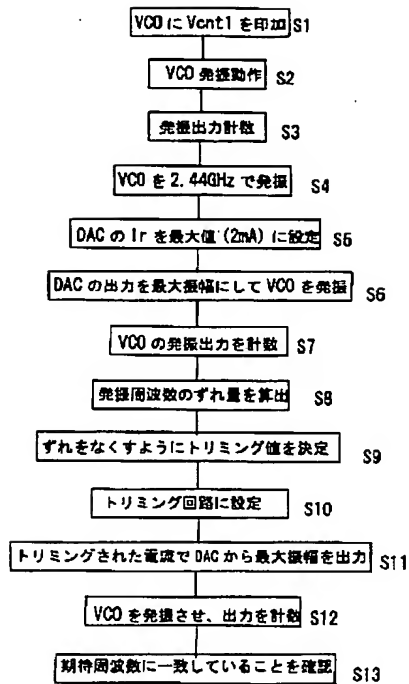 VCOにVcnt1を印加 S1
VCO 発振動作 S2
発振出力計数 S3
VCOを2.44GHzで発振 S4
DACのIrを最大値(2mA)に設定 S5
DACの出力を最大振幅にしてVCOを発振 S6
VCOの発振出力を計数 S7
発振周波数のずれ量を算出 S8
ずれをなくすようにトリミング値を決定 S9
トリミング回路に設定 S10
トリミングされた電流でDACから最大振幅を出力 S11
VCOを発振させ、出力を計数 S12
期待周波数に一致していることを確認 S13